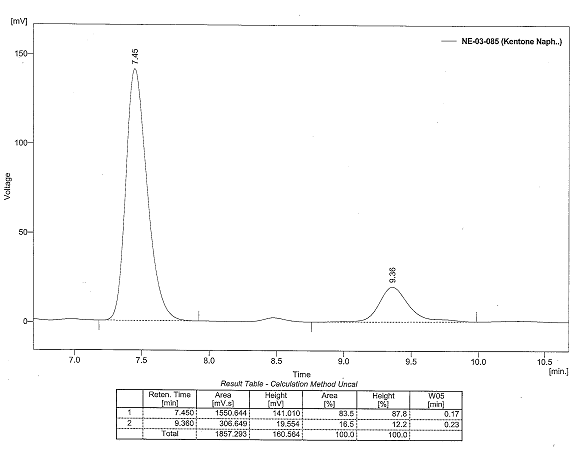 [mV]
NE-03-085 (Kentone Naph..)
7.45
9.36
150
100
50
0
Voltage
7.0 7.5 8.0 8.5 9.0 9.5 10.0 10.5
Time [min.]
Result Table - Calculation Method Uncal
Reten. Time [min] Area [mV.s] Height [mV] Area [%] Height [%] W05 [min]
1 7.450 1550.644 141.010 83.5 87.8 0.17
2 9.360 306.649 19.554 16.5 12.2 0.23
Total 1857.293 160.564 100.0 100.0